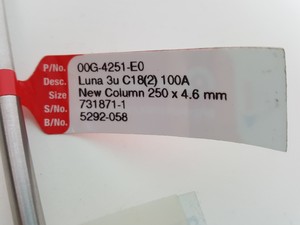 P/No. 00G-4251-E0
Desc. Luna 3u C18(2) 100A
Size New Column 250 x 4.6 mm
S/No. 731871-1
B/No. 5292-058